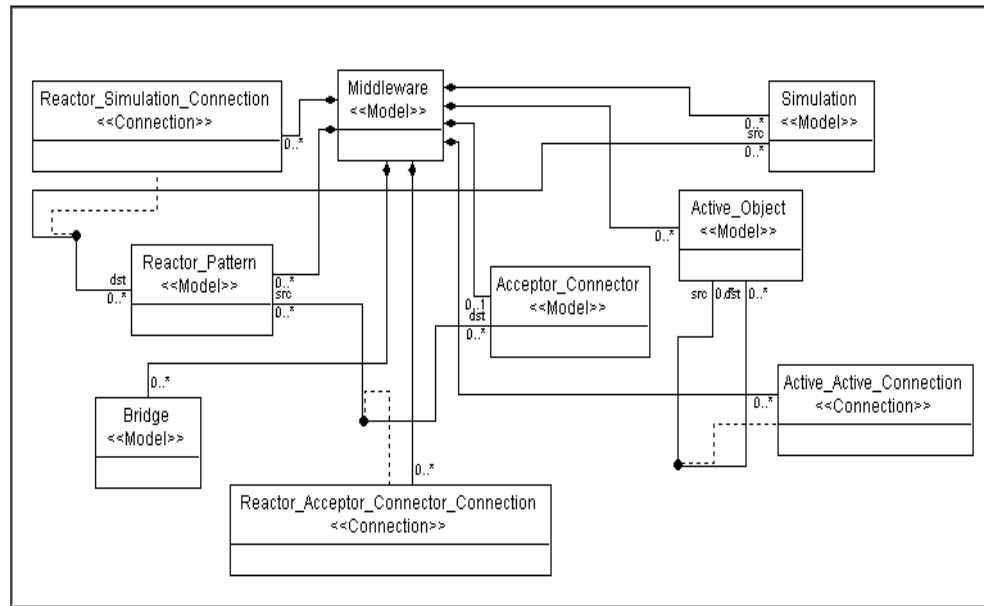 Reactor_Simulation_Connection
<<Connection>>
0..*
Middleware
<<Model>>
Simulation
<<Model>>
0..*
src
0..*
Active_Object
<<Model>>
0..*
src 0..* dst 0..*
Reactor_Pattern
<<Model>>
dst
0..*
0..*
src
0..*
Acceptor_Connector
<<Model>>
0..1
dst
0..*
Bridge
<<Model>>
0..*
Active_Active_Connection
<<Connection>>
0..*
Reactor_Acceptor_Connector_Connection
<<Connection>>
0..*